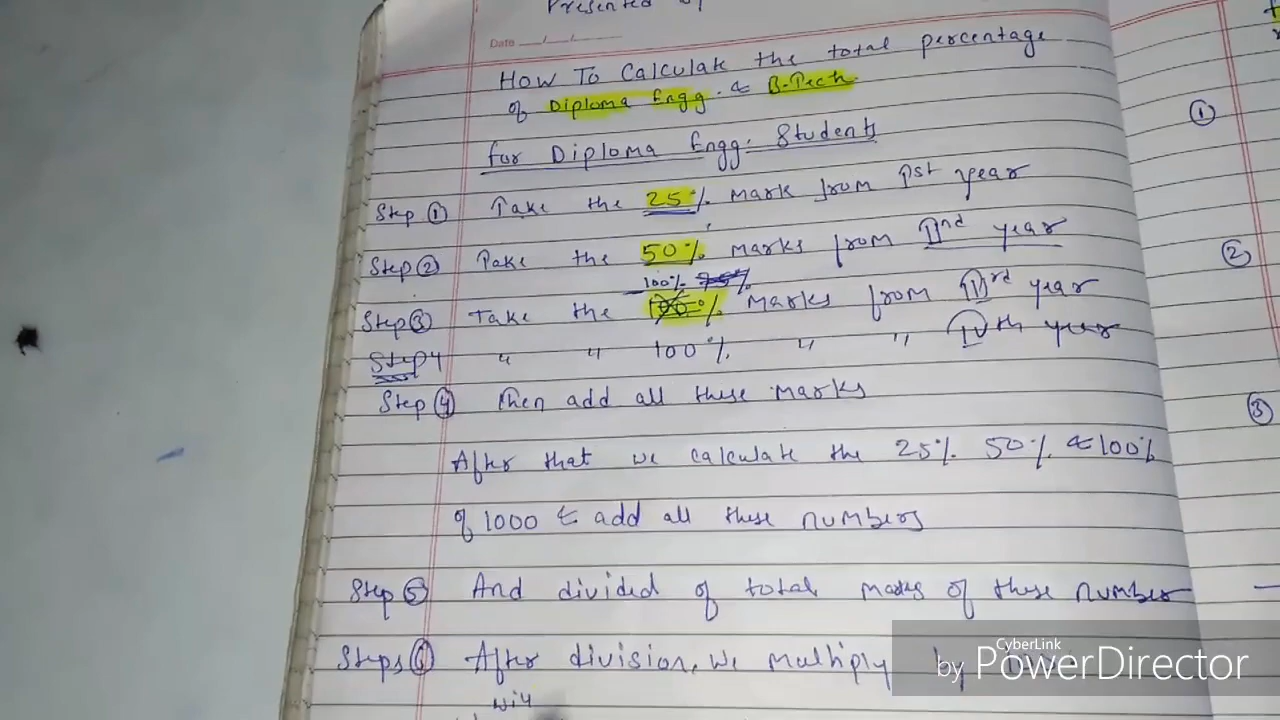 Presented
Date
How To Calculate the total percentage
of Diploma Engg. & B-Tech
for Diploma Engg. Students
Step ① Take the 25% mark from Ist year
Step ② Take the 50% marks from IInd year
100%
Step ③ Take the 100% marks from IIIrd year
Step 4 " " 100% " " IVth year
Step ④ Then add all these marks
After that we calculate the 25% 50% & 100%
of 1000 & add all these numbers
Step ⑤ And divided of total marks of these number
Steps ⑥ After division, we multiply by
will
①
②
③
CyberLink
by PowerDirector